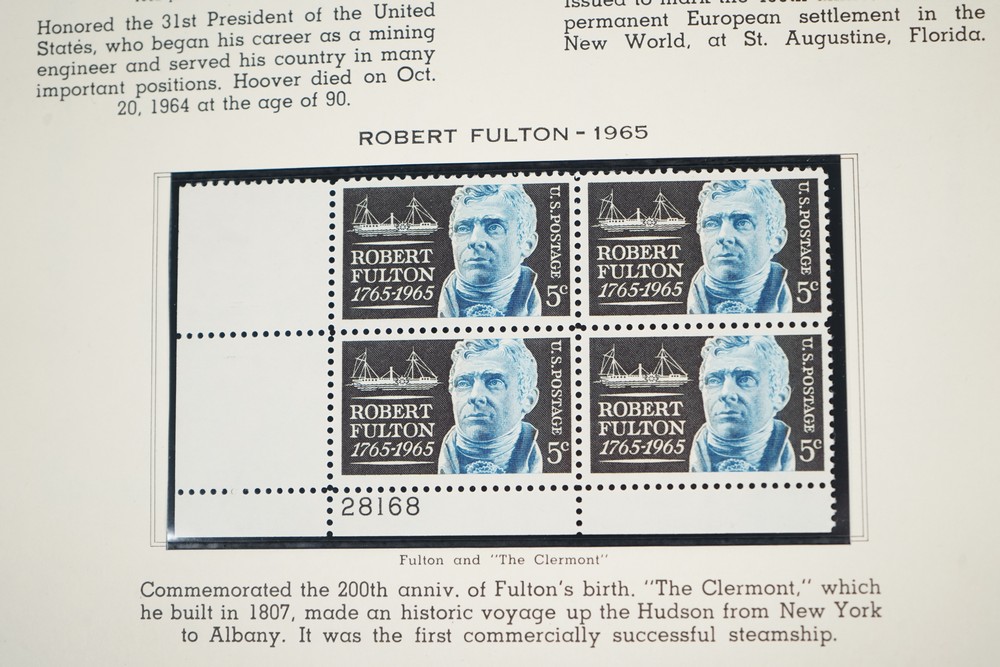 Honored the 31st President of the United
States, who began his career as a mining
engineer and served his country in many
important positions. Hoover died on Oct.
20, 1964 at the age of 90.
issued to mark the 400th
permanent European settlement in the
New World, at St. Augustine, Florida.
ROBERT FULTON - 1965
ROBERT
FULTON
1765-1965
U.S. POSTAGE
5c
ROBERT
FULTON
1765-1965
U.S. POSTAGE
5c
ROBERT
FULTON
1765-1965
U.S. POSTAGE
5c
ROBERT
FULTON
1765-1965
U.S. POSTAGE
5c
28168
Fulton and "The Clermont"
Commemorated the 200th anniv. of Fulton's birth. "The Clermont," which
he built in 1807, made an historic voyage up the Hudson from New York
to Albany. It was the first commercially successful steamship.